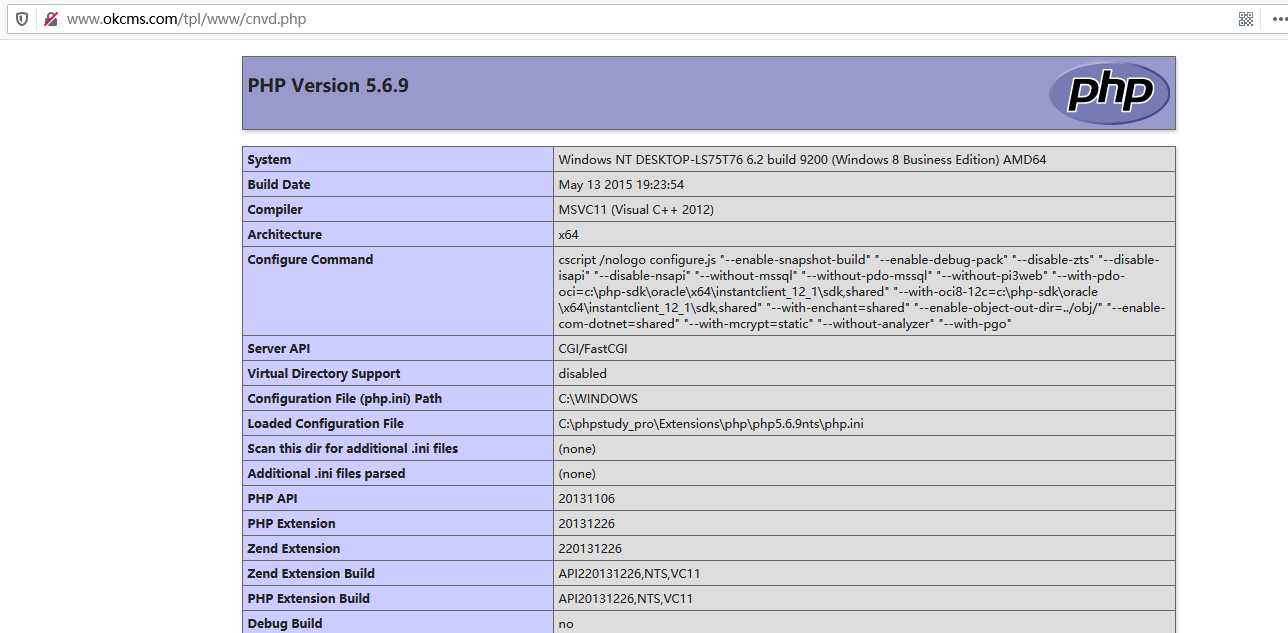 www.okcms.com/tpl/www/cnvd.php
PHP Version 5.6.9
php
System Windows NT DESKTOP-LS75T76 6.2 build 9200 (Windows 8 Business Edition) AMD64
Build Date May 13 2015 19:23:54
Compiler MSVC11 (Visual C++ 2012)
Architecture x64
Configure Command cscript /nologo configure.js "--enable-snapshot-build" "--enable-debug-pack" "--disable-zts" "--disable-
isapi" "--disable-nsapi" "--without-mssql" "--without-pdo-mssql" "--without-pi3web" "--with-pdo-
oci=c:\php-sdk\oracle\x64\instantclient_12_1\sdk,shared" "--with-oci8-12c=c:\php-sdk\oracle
\x64\instantclient_12_1\sdk,shared" "--with-enchant=shared" "--enable-object-out-dir=../obj/" "--enable-
com-dotnet=shared" "--with-mcrypt=static" "--without-analyzer" "--with-pgo"
Server API CGI/FastCGI
Virtual Directory Support disabled
Configuration File (php.ini) Path C:\WINDOWS
Loaded Configuration File C:\phpstudy_pro\Extensions\php\php5.6.9nts\php.ini
Scan this dir for additional .ini files (none)
Additional .ini files parsed (none)
PHP API 20131106
PHP Extension 20131226
Zend Extension 220131226
Zend Extension Build API220131226,NTS,VC11
PHP Extension Build API20131226,NTS,VC11
Debug Build no